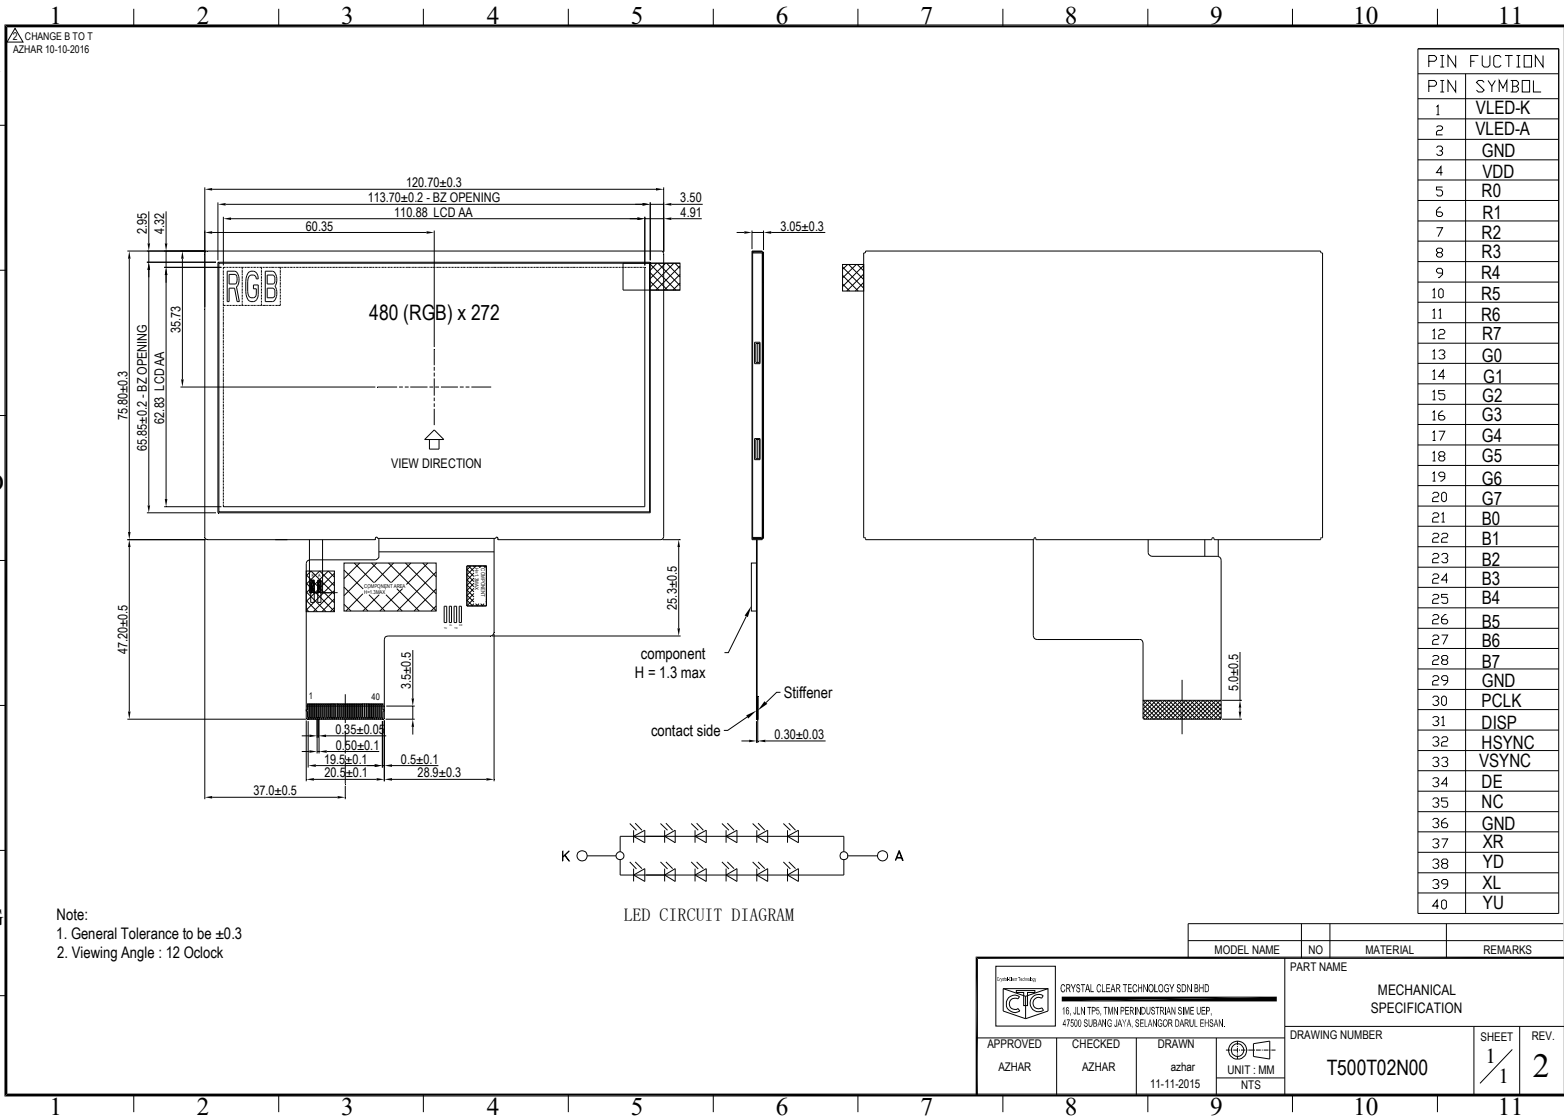 1 2 3 4 5 6 7 8 9 10 11
2 CHANGE B TO T
AZHAR 10-10-2016
PIN FUCTION
PIN SYMBOL
1 VLED-K
2 VLED-A
3 GND
4 VDD
5 R0
6 R1
7 R2
8 R3
9 R4
10 R5
11 R6
12 R7
13 G0
14 G1
15 G2
16 G3
17 G4
18 G5
19 G6
20 G7
21 B0
22 B1
23 B2
24 B3
25 B4
26 B5
27 B6
28 B7
29 GND
30 PCLK
31 DISP
32 HSYNC
33 VSYNC
34 DE
35 NC
36 GND
37 XR
38 YD
39 XL
40 YU
120.70±0.3
113.70±0.2 - BZ OPENING
3.50
110.88 LCD AA
4.91
60.35
2.95
4.32
3.05±0.3
RGB
480 (RGB) x 272
35.73
75.80±0.3
65.85±0.2 - BZ OPENING
62.83 LCD AA
VIEW DIRECTION
COMPONENT AREA
H=1.3MAX
COMPONENT
47.20±0.5
25.3±0.5
3.5±0.5
1 40
0.35±0.05
0.50±0.1
19.5±0.1
0.5±0.1
20.5±0.1
28.9±0.3
37.0±0.5
component
H = 1.3 max
Stiffener
contact side
0.30±0.03
5.0±0.5
K
A
LED CIRCUIT DIAGRAM
Note:
1. General Tolerance to be ±0.3
2. Viewing Angle : 12 Oclock
MODEL NAME NO MATERIAL REMARKS
Crystal Clear Technology
CTC
CRYSTAL CLEAR TECHNOLOGY SDN BHD
16, JLN TP5, TMN PERINDUSTRIAN SIME UEP,
47500 SUBANG JAYA, SELANGOR DARUL EHSAN.
PART NAME
MECHANICAL
SPECIFICATION
APPROVED
AZHAR
CHECKED
AZHAR
DRAWN
azhar
11-11-2015
UNIT : MM
NTS
DRAWING NUMBER
T500T02N00
SHEET
1/1
REV.
2
1 2 3 4 5 6 7 8 9 10 11